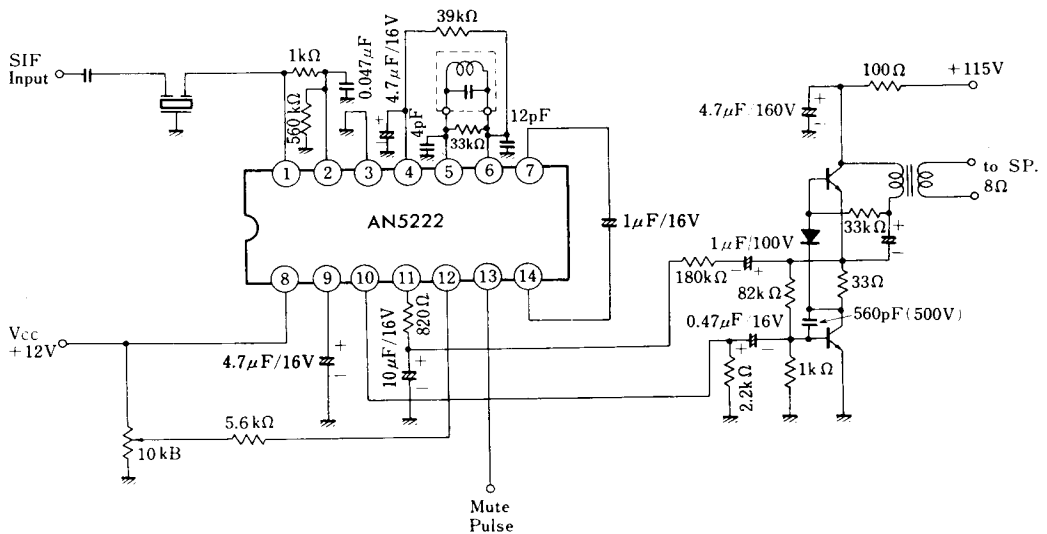 SIF
Input
1kΩ
560 kΩ
0.047μF
4.7μF/16V
39kΩ
4pF
33kΩ
12pF
1 2 3 4 5 6 7
AN5222
8 9 10 11 12 13 14
1μF/16V
Vcc
+12V
4.7μF/16V
10μF/16V
820Ω
5.6kΩ
10kB
Mute
Pulse
100Ω
+115V
4.7μF/160V
+
−
to SP.
8Ω
33kΩ
+
−
1μF/100V
180kΩ
− +
82kΩ
33Ω
560pF(500V)
0.47μF/16V
+ −
2.2kΩ
1kΩ
+
−
+
−
+
−